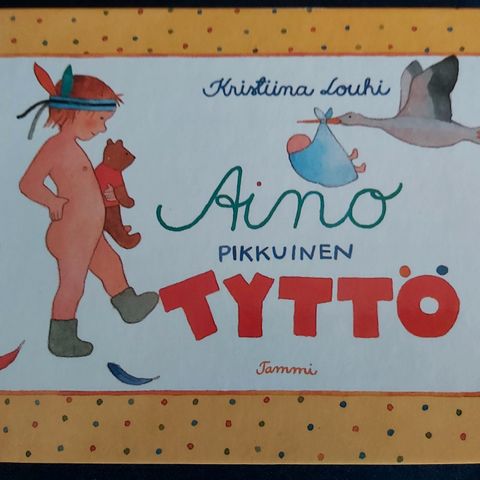 Kristiina Louhi
Aino
PIKKUINEN
TYTTÖ
Tammi